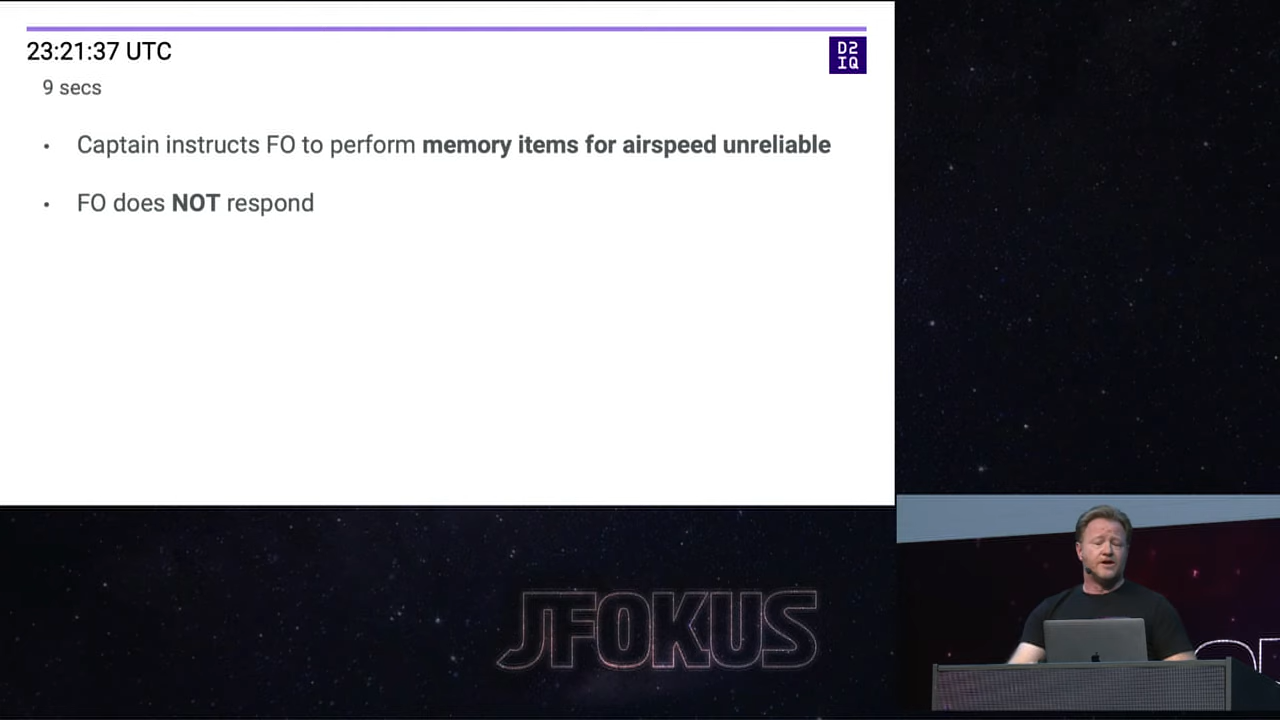 23:21:37 UTC
D2
IQ
9 secs
• Captain instructs FO to perform memory items for airspeed unreliable
• FO does NOT respond
JFOKUS